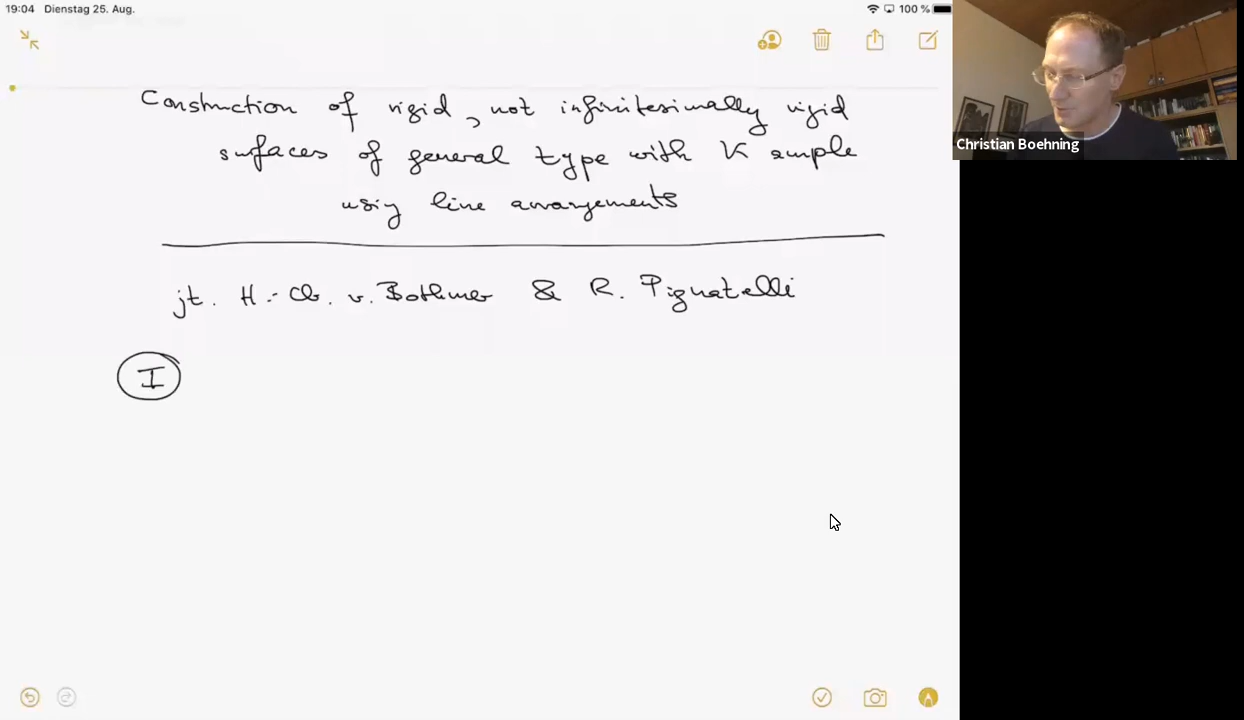 19:04 Dienstag 25. Aug.
100 %
Construction of rigid, not infinitesimally rigid
surfaces of general type with K ample
using line arrangements
jt. H.-Ch. v. Bothmer & R. Pignatelli
I
Christian Boehning